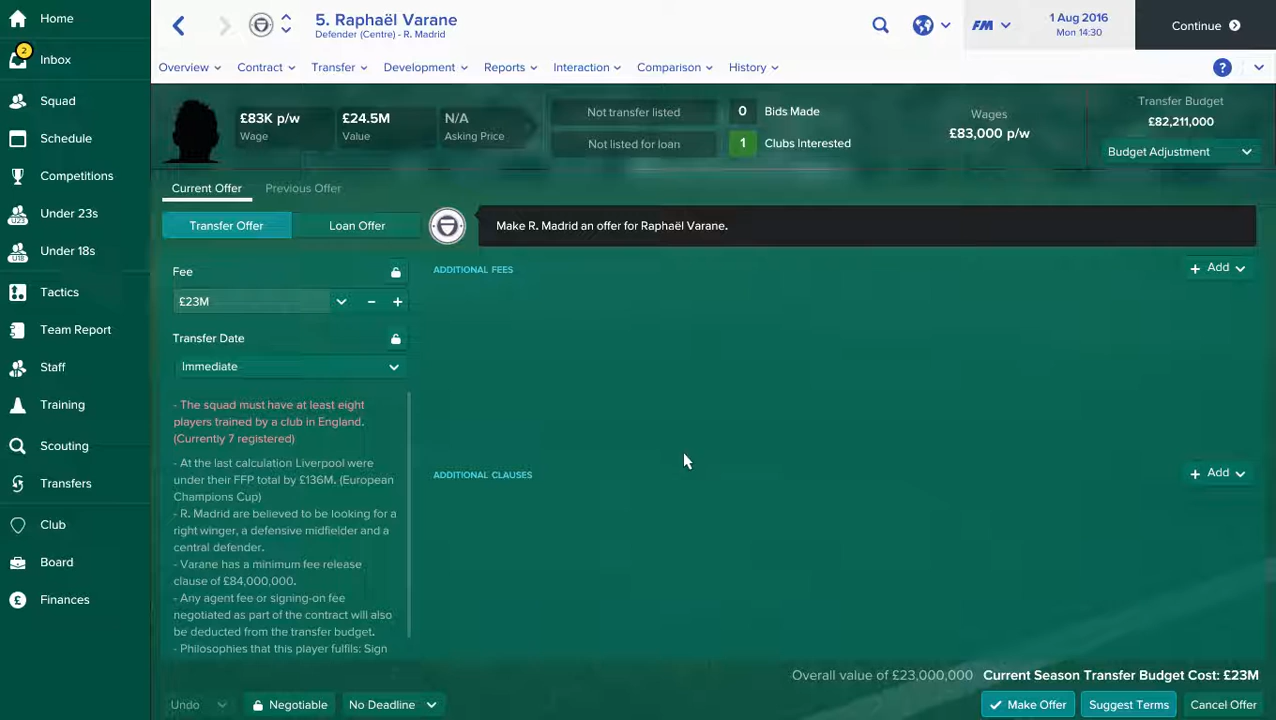 Home
5. Raphaël Varane
Defender (Centre) - R. Madrid
FM
1 Aug 2016
Mon 14:30
Continue
2
Inbox
Overview
Contract
Transfer
Development
Reports
Interaction
Comparison
History
?
Squad
Schedule
Competitions
U23
Under 23s
U18
Under 18s
Tactics
Team Report
Staff
Training
Scouting
Transfers
Club
Board
£
Finances
£83K p/w
Wage
£24.5M
Value
N/A
Asking Price
Not transfer listed
Not listed for loan
0 Bids Made
1 Clubs Interested
Wages
£83,000 p/w
Transfer Budget
£82,211,000
Budget Adjustment
Current Offer
Previous Offer
Transfer Offer
Loan Offer
Make R. Madrid an offer for Raphaël Varane.
Fee
£23M
Transfer Date
Immediate
- The squad must have at least eight
players trained by a club in England.
(Currently 7 registered)
- At the last calculation Liverpool were
under their FFP total by £136M. (European
Champions Cup)
- R. Madrid are believed to be looking for a
right winger, a defensive midfielder and a
central defender.
- Varane has a minimum fee release
clause of £84,000,000.
- Any agent fee or signing-on fee
negotiated as part of the contract will also
be deducted from the transfer budget.
- Philosophies that this player fulfils: Sign
ADDITIONAL FEES
+ Add
ADDITIONAL CLAUSES
+ Add
Overall value of £23,000,000
Current Season Transfer Budget Cost: £23M
Undo
Negotiable
No Deadline
Make Offer
Suggest Terms
Cancel Offer